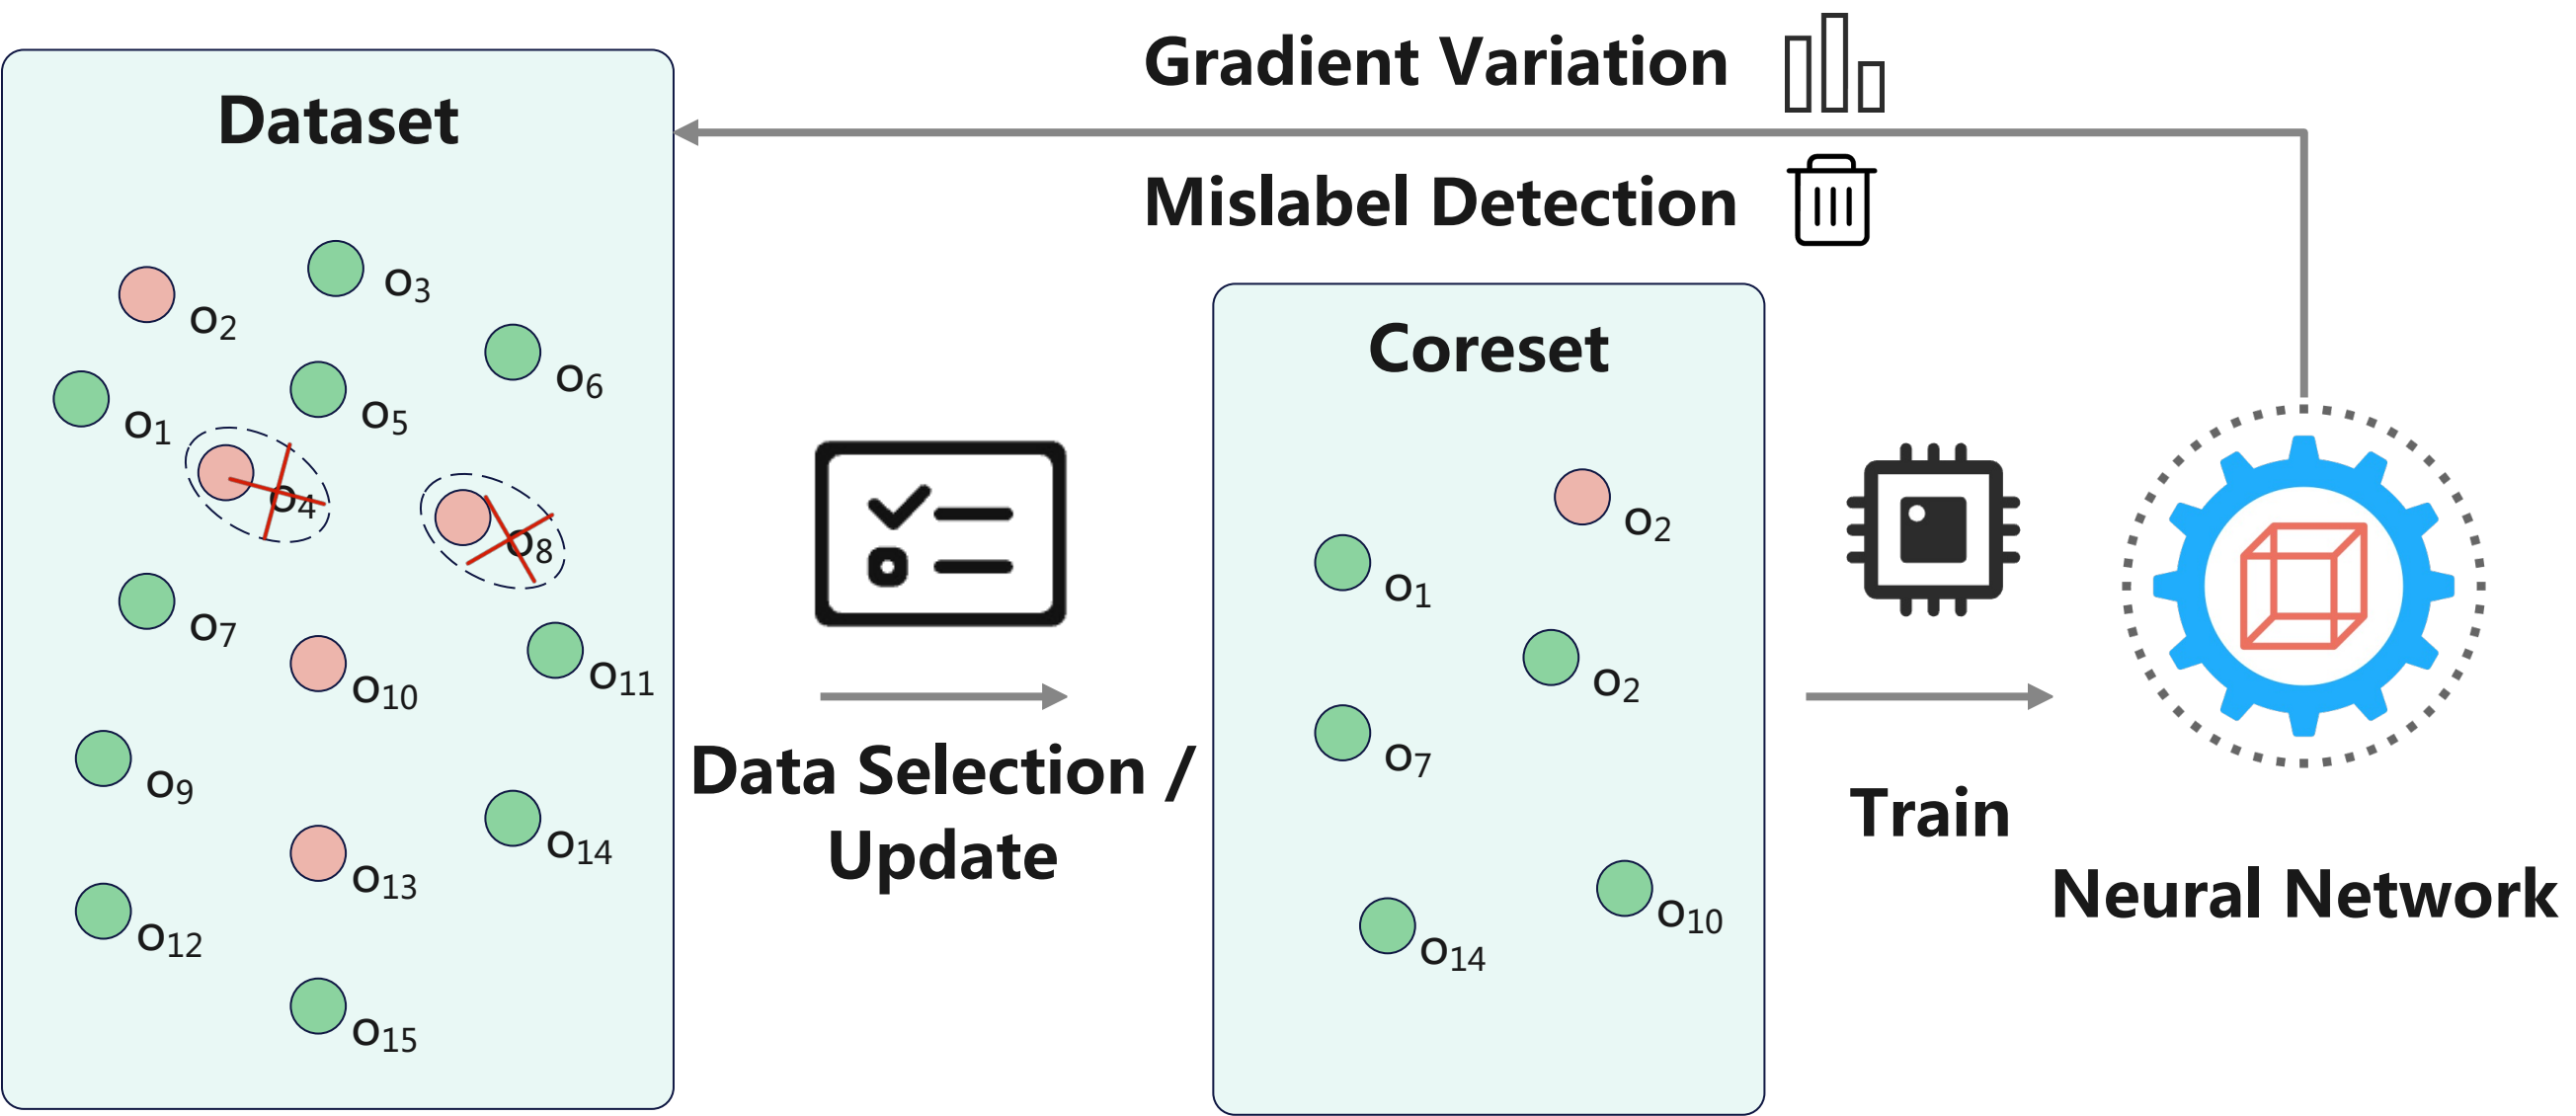 Gradient Variation
Mislabel Detection
Dataset
o₃
o₂
o₆
o₁
o₅
o₄
o₈
o₇
o₁₀
o₁₁
o₉
o₁₄
o₁₃
o₁₂
o₁₅
Data Selection /
Update
Coreset
o₂
o₁
o₂
o₇
o₁₀
o₁₄
Train
Neural Network